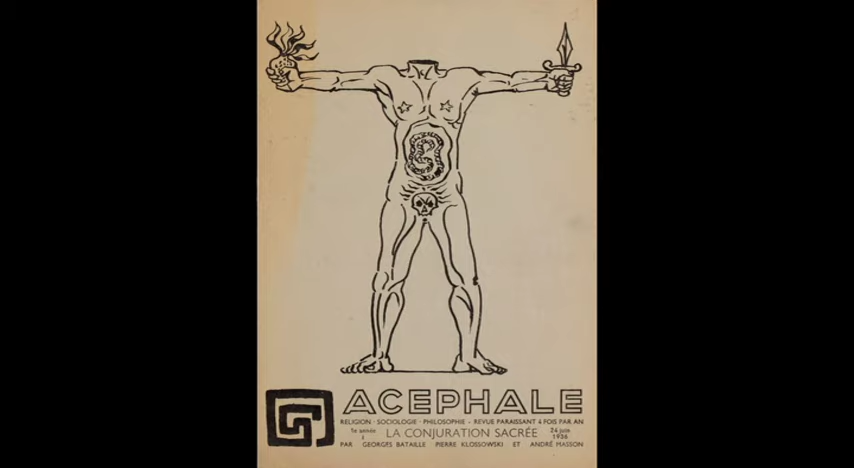 ACEPHALE
RELIGION · SOCIOLOGIE · PHILOSOPHIE - REVUE PARAISSANT 4 FOIS PAR AN
1e année 1 LA CONJURATION SACRÉE 24 juin 1936
PAR GEORGES BATAILLE PIERRE KLOSSOWSKI ET ANDRÉ MASSON